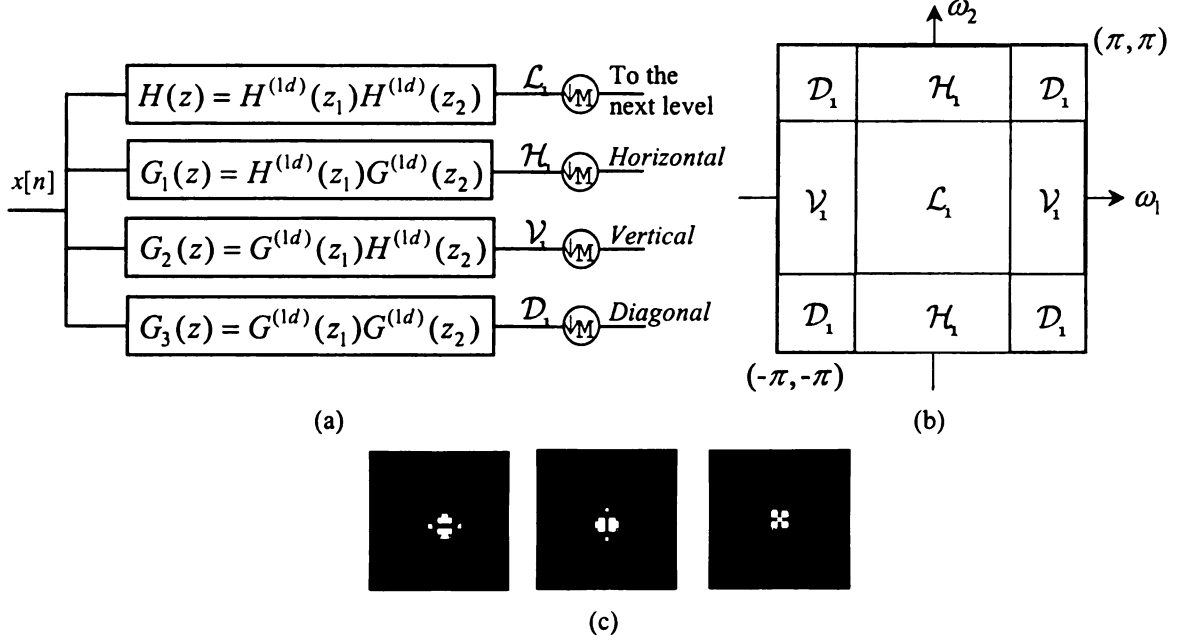 x[n]
H(z) = H^(1d)(z₁)H^(1d)(z₂)
ℒ₁
↓M
To the
next level
G₁(z) = H^(1d)(z₁)G^(1d)(z₂)
ℋ₁
↓M
Horizontal
G₂(z) = G^(1d)(z₁)H^(1d)(z₂)
𝒱₁
↓M
Vertical
G₃(z) = G^(1d)(z₁)G^(1d)(z₂)
𝒟₁
↓M
Diagonal
(a)
ω₂
(π,π)
𝒟₁ ℋ₁ 𝒟₁
𝒱₁ ℒ₁ 𝒱₁
ω₁
𝒟₁ ℋ₁ 𝒟₁
(-π,-π)
(b)
(c)